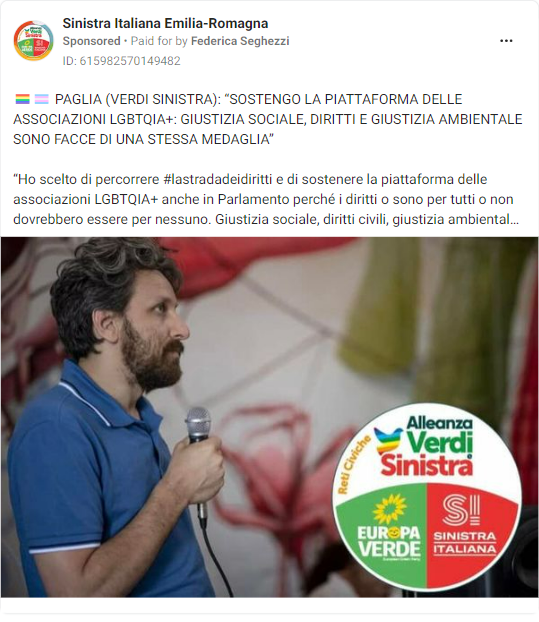 Sinistra Italiana Emilia-Romagna
Sponsored • Paid for by Federica Seghezzi
ID: 615982570149482
🏳️‍🌈🏳️‍⚧️ PAGLIA (VERDI SINISTRA): “SOSTENGO LA PIATTAFORMA DELLE
ASSOCIAZIONI LGBTQIA+: GIUSTIZIA SOCIALE, DIRITTI E GIUSTIZIA AMBIENTALE
SONO FACCE DI UNA STESSA MEDAGLIA”
“Ho scelto di percorrere #lastradadeidiritti e di sostenere la piattaforma delle
associazioni LGBTQIA+ anche in Parlamento perché i diritti o sono per tutti o non
dovrebbero essere per nessuno. Giustizia sociale, diritti civili, giustizia ambiental...
Reti Civiche
Alleanza
Verdi
Sinistra
EUROPA
VERDE
SI
SINISTRA
ITALIANA